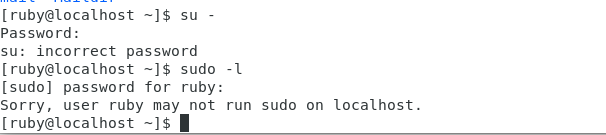 [ruby@localhost ~]$ su -
Password:
su: incorrect password
[ruby@localhost ~]$ sudo -l
[sudo] password for ruby:
Sorry, user ruby may not run sudo on localhost.
[ruby@localhost ~]$